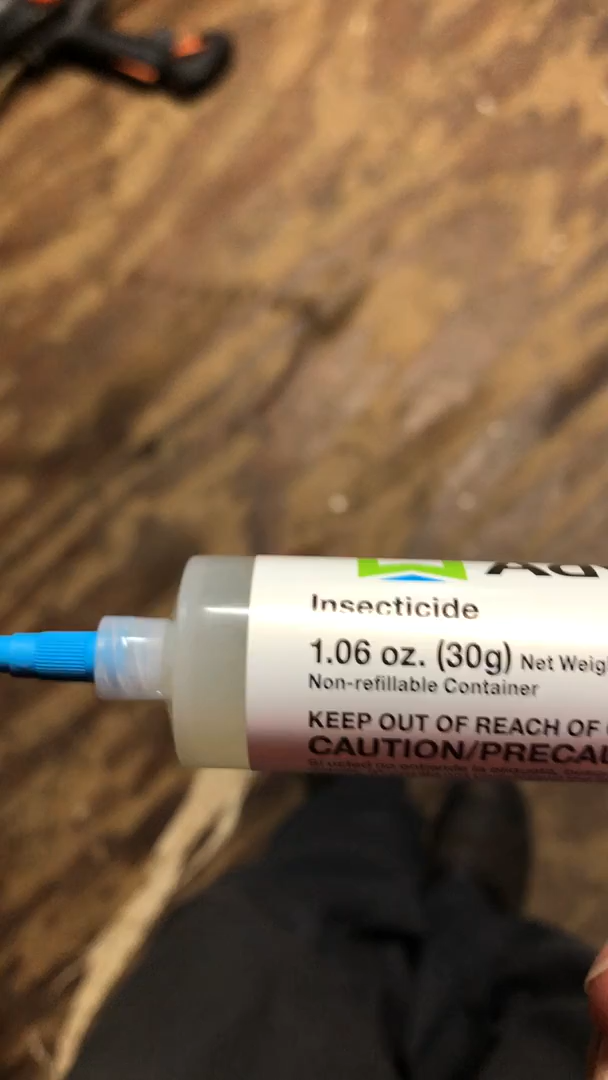 Insecticide
1.06 oz. (30g) Net Weig
Non-refillable Container
KEEP OUT OF REACH OF
CAUTION/PRECAU